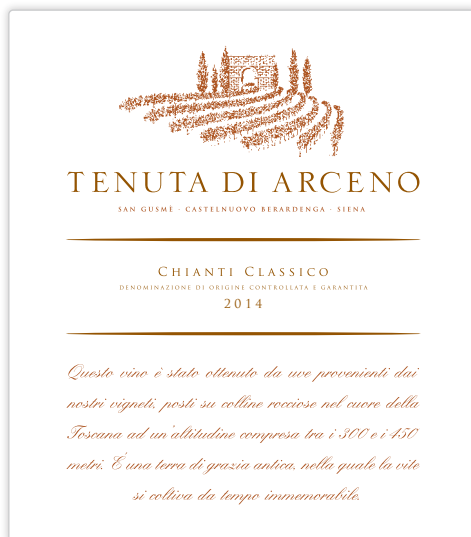 TENUTA DI ARCENO
SAN GUSMÈ · CASTELNUOVO BERARDENGA · SIENA
CHIANTI CLASSICO
DENOMINAZIONE DI ORIGINE CONTROLLATA E GARANTITA
2014
Questo vino è stato ottenuto da uve provenienti dai
nostri vigneti, posti su colline rocciose nel cuore della
Toscana ad un'altitudine compresa tra i 300 e i 450
metri. È una terra di grazia antica, nella quale la vite
si coltiva da tempo immemorabile.